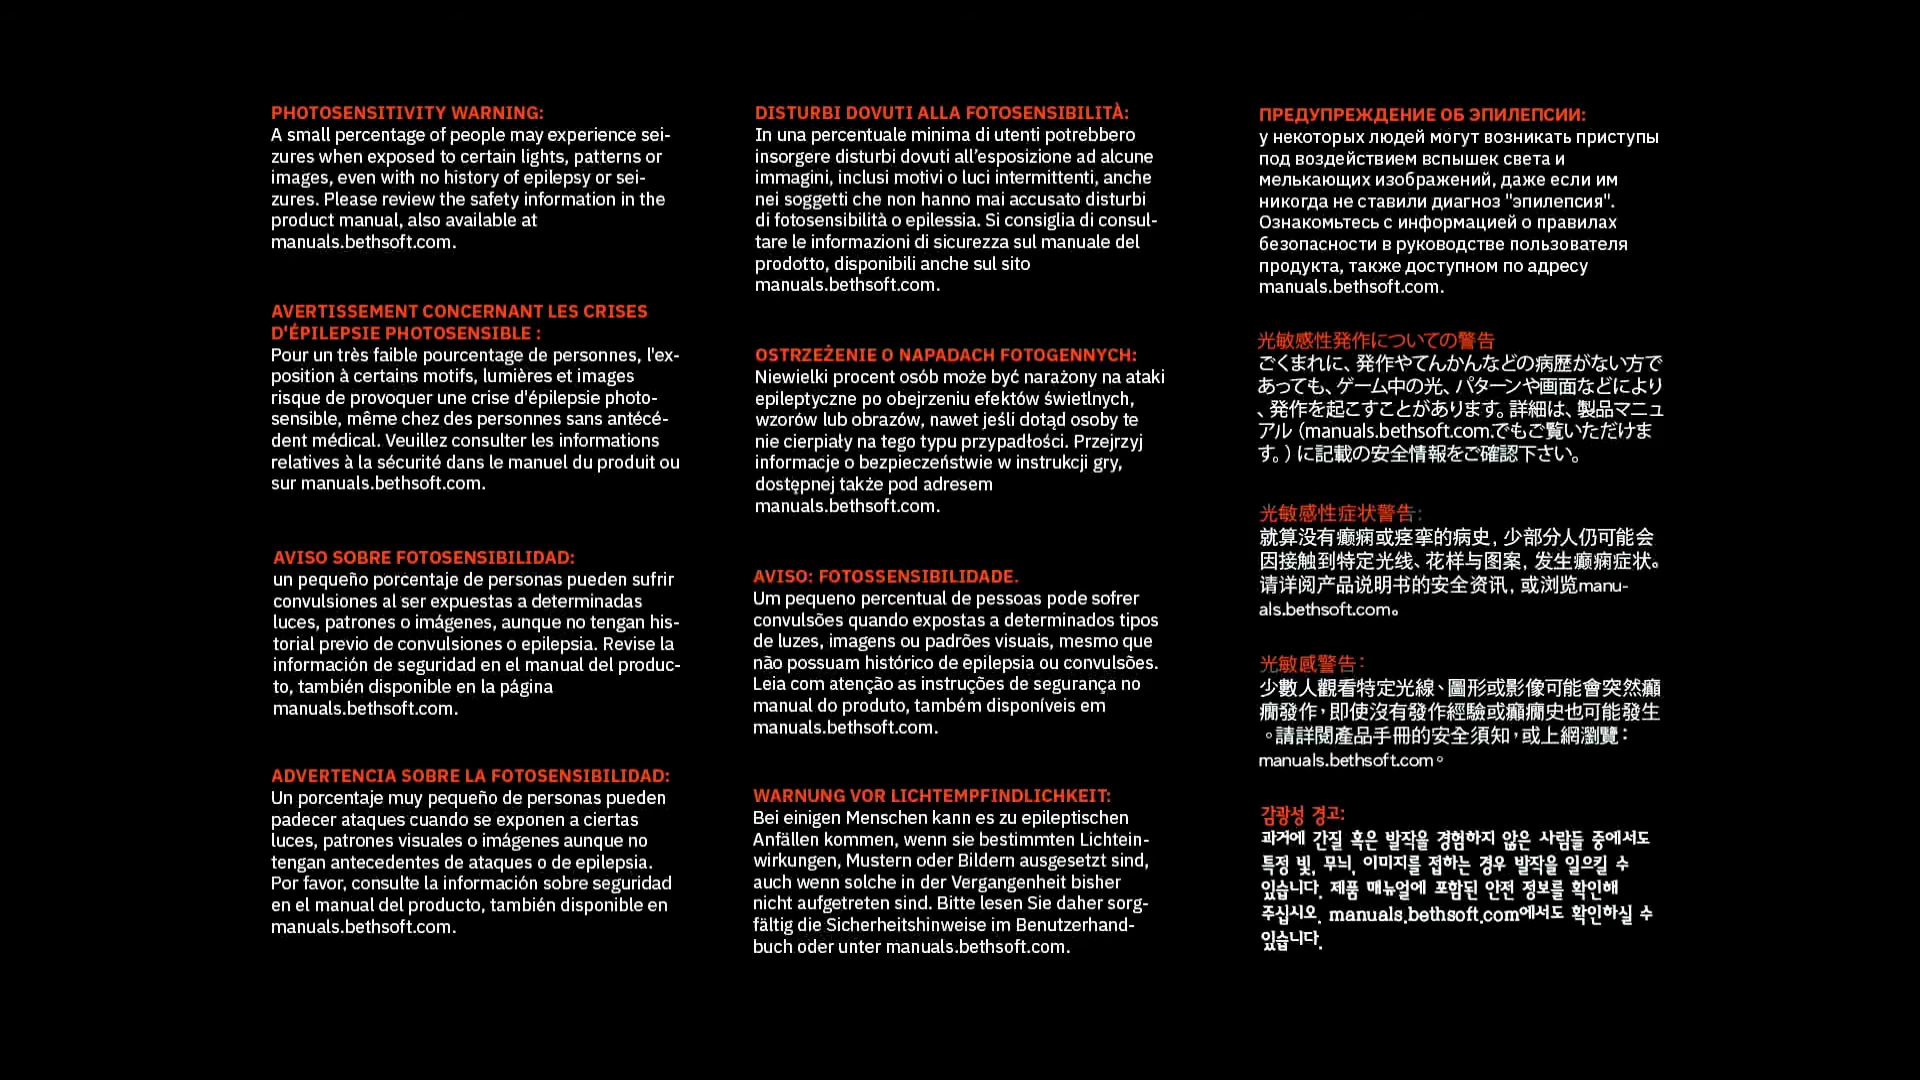 PHOTOSENSITIVITY WARNING:
A small percentage of people may experience sei-
zures when exposed to certain lights, patterns or
images, even with no history of epilepsy or sei-
zures. Please review the safety information in the
product manual, also available at
manuals.bethsoft.com.
AVERTISSEMENT CONCERNANT LES CRISES
D'ÉPILEPSIE PHOTOSENSIBLE :
Pour un très faible pourcentage de personnes, l'ex-
position à certains motifs, lumières et images
risque de provoquer une crise d'épilepsie photo-
sensible, même chez des personnes sans antécé-
dent médical. Veuillez consulter les informations
relatives à la sécurité dans le manuel du produit ou
sur manuals.bethsoft.com.
AVISO SOBRE FOTOSENSIBILIDAD:
un pequeño porcentaje de personas pueden sufrir
convulsiones al ser expuestas a determinadas
luces, patrones o imágenes, aunque no tengan his-
torial previo de convulsiones o epilepsia. Revise la
información de seguridad en el manual del produc-
to, también disponible en la página
manuals.bethsoft.com.
ADVERTENCIA SOBRE LA FOTOSENSIBILIDAD:
Un porcentaje muy pequeño de personas pueden
padecer ataques cuando se exponen a ciertas
luces, patrones visuales o imágenes aunque no
tengan antecedentes de ataques o de epilepsia.
Por favor, consulte la información sobre seguridad
en el manual del producto, también disponible en
manuals.bethsoft.com.
DISTURBI DOVUTI ALLA FOTOSENSIBILITÀ:
In una percentuale minima di utenti potrebbero
insorgere disturbi dovuti all'esposizione ad alcune
immagini, inclusi motivi o luci intermittenti, anche
nei soggetti che non hanno mai accusato disturbi
di fotosensibilità o epilessia. Si consiglia di consul-
tare le informazioni di sicurezza sul manuale del
prodotto, disponibili anche sul sito
manuals.bethsoft.com.
OSTRZEŻENIE O NAPADACH FOTOGENNYCH:
Niewielki procent osób może być narażony na ataki
epileptyczne po obejrzeniu efektów świetlnych,
wzorów lub obrazów, nawet jeśli dotąd osoby te
nie cierpiały na tego typu przypadłości. Przejrzyj
informacje o bezpieczeństwie w instrukcji gry,
dostępnej także pod adresem
manuals.bethsoft.com.
AVISO: FOTOSSENSIBILIDADE.
Um pequeno percentual de pessoas pode sofrer
convulsões quando expostas a determinados tipos
de luzes, imagens ou padrões visuais, mesmo que
não possuam histórico de epilepsia ou convulsões.
Leia com atenção as instruções de segurança no
manual do produto, também disponíveis em
manuals.bethsoft.com.
WARNUNG VOR LICHTEMPFINDLICHKEIT:
Bei einigen Menschen kann es zu epileptischen
Anfällen kommen, wenn sie bestimmten Lichtein-
wirkungen, Mustern oder Bildern ausgesetzt sind,
auch wenn solche in der Vergangenheit bisher
nicht aufgetreten sind. Bitte lesen Sie daher sorg-
fältig die Sicherheitshinweise im Benutzerhand-
buch oder unter manuals.bethsoft.com.
ПРЕДУПРЕЖДЕНИЕ ОБ ЭПИЛЕПСИИ:
у некоторых людей могут возникать приступы
под воздействием вспышек света и
мелькающих изображений, даже если им
никогда не ставили диагноз "эпилепсия".
Ознакомьтесь с информацией о правилах
безопасности в руководстве пользователя
продукта, также доступном по адресу
manuals.bethsoft.com.
光敏感性発作についての警告
ごくまれに、発作やてんかんなどの病歴がない方で
あっても、ゲーム中の光、パターンや画面などにより
、発作を起こすことがあります。詳細は、製品マニュ
アル（manuals.bethsoft.com.でもご覧いただけま
す。）に記載の安全情報をご確認下さい。
光敏感性症状警告:
就算没有癫痫或痉挛的病史，少部分人仍可能会
因接触到特定光线、花样与图案，发生癫痫症状。
请详阅产品说明书的安全资讯，或浏览manu-
als.bethsoft.com。
光敏感警告：
少數人觀看特定光線、圖形或影像可能會突然癲
癇發作，即使沒有發作經驗或癲癇史也可能發生
。請詳閱產品手冊的安全須知，或上網瀏覽：
manuals.bethsoft.com。
감광성 경고:
과거에 간질 혹은 발작을 경험하지 않은 사람들 중에서도
특정 빛, 무늬, 이미지를 접하는 경우 발작을 일으킬 수
있습니다. 제품 매뉴얼에 포함된 안전 정보를 확인해
주십시오. manuals.bethsoft.com에서도 확인하실 수
있습니다.